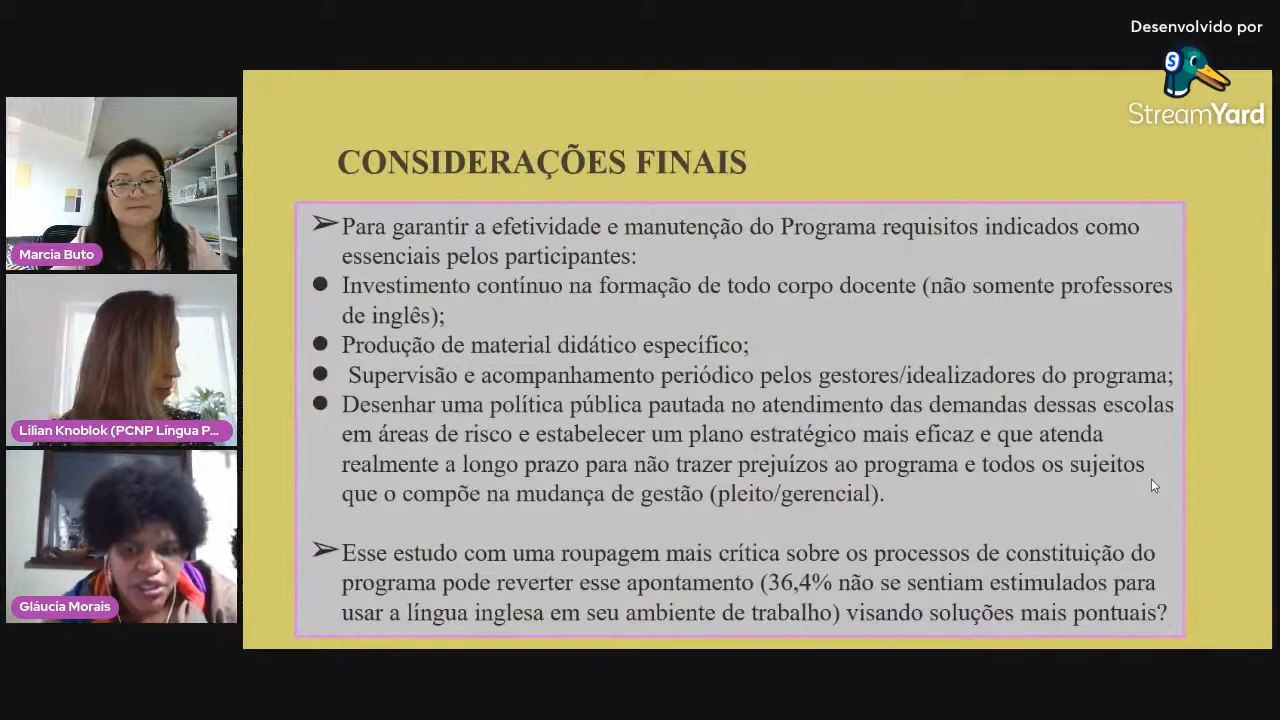 Desenvolvido por
StreamYard
CONSIDERAÇÕES FINAIS
➢Para garantir a efetividade e manutenção do Programa requisitos indicados como
essenciais pelos participantes:
● Investimento contínuo na formação de todo corpo docente (não somente professores
de inglês);
● Produção de material didático específico;
● Supervisão e acompanhamento periódico pelos gestores/idealizadores do programa;
● Desenhar uma política pública pautada no atendimento das demandas dessas escolas
em áreas de risco e estabelecer um plano estratégico mais eficaz e que atenda
realmente a longo prazo para não trazer prejuízos ao programa e todos os sujeitos
que o compõe na mudança de gestão (pleito/gerencial).
➢Esse estudo com uma roupagem mais crítica sobre os processos de constituição do
programa pode reverter esse apontamento (36,4% não se sentiam estimulados para
usar a língua inglesa em seu ambiente de trabalho) visando soluções mais pontuais?
Marcia Buto
Lílian Knoblok (PCNP Língua P...
Gláucia Morais